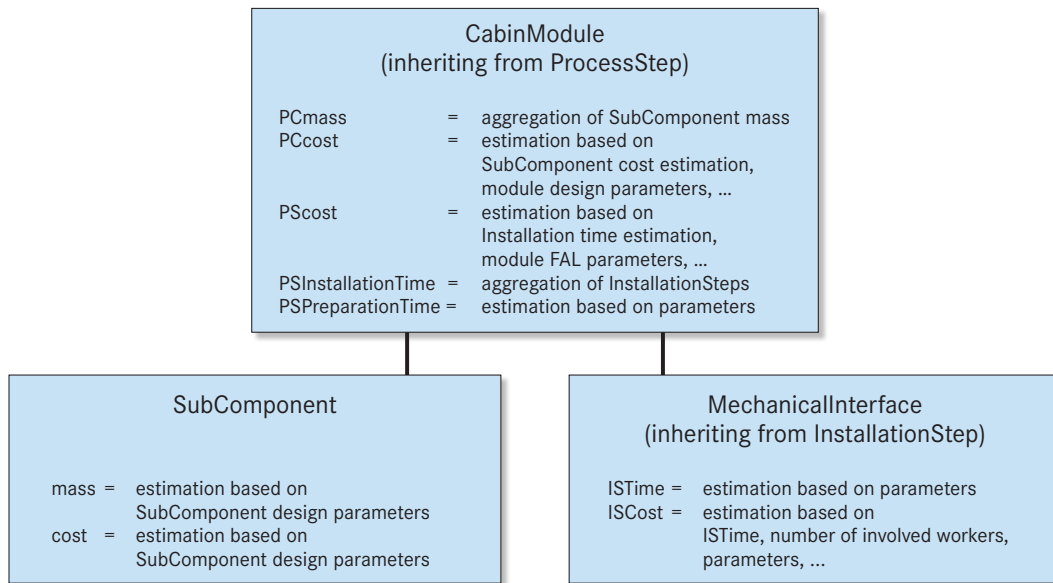 CabinModule
(inheriting from ProcessStep)
PCmass = aggregation of SubComponent mass
PCcost = estimation based on
SubComponent cost estimation,
module design parameters, ...
PScost = estimation based on
Installation time estimation,
module FAL parameters, ...
PSInstallationTime = aggregation of InstallationSteps
PSPreparationTime = estimation based on parameters
SubComponent
mass = estimation based on
SubComponent design parameters
cost = estimation based on
SubComponent design parameters
MechanicalInterface
(inheriting from InstallationStep)
ISTime = estimation based on parameters
ISCost = estimation based on
ISTime, number of involved workers,
parameters, ...